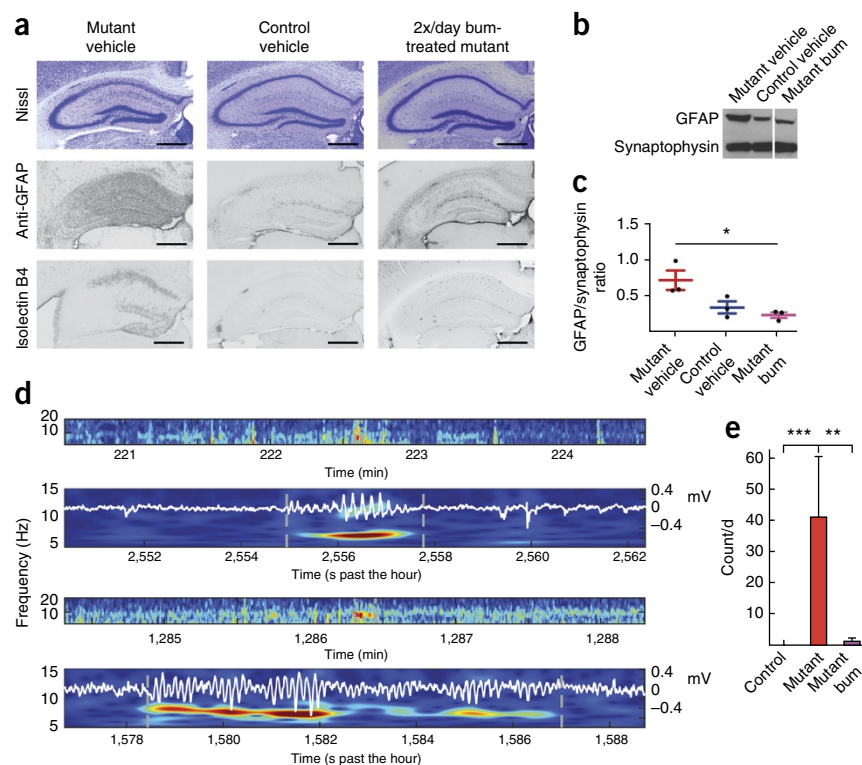 a
Mutant
vehicle
Control
vehicle
2x/day bum-
treated mutant
Nissl
Anti-GFAP
Isolectin B4
b
Mutant vehicle
Control vehicle
Mutant bum
GFAP
Synaptophysin
c
GFAP/synaptophysin
ratio
1.5
1.0
0.5
*
Mutant
vehicle
Control
vehicle
Mutant
bum
d
Frequency (Hz)
20
10
221 222 223 224
Time (min)
15
10
5
0.4
0
–0.4
mV
2,552 2,554 2,556 2,558 2,560 2,562
Time (s past the hour)
20
10
1,285 1,286 1,287 1,288
Time (min)
15
10
5
0.4
0
–0.4
mV
1,578 1,580 1,582 1,584 1,586 1,588
Time (s past the hour)
e
*** **
Count/d
60
50
40
30
20
10
Control
Mutant
Mutant
bum